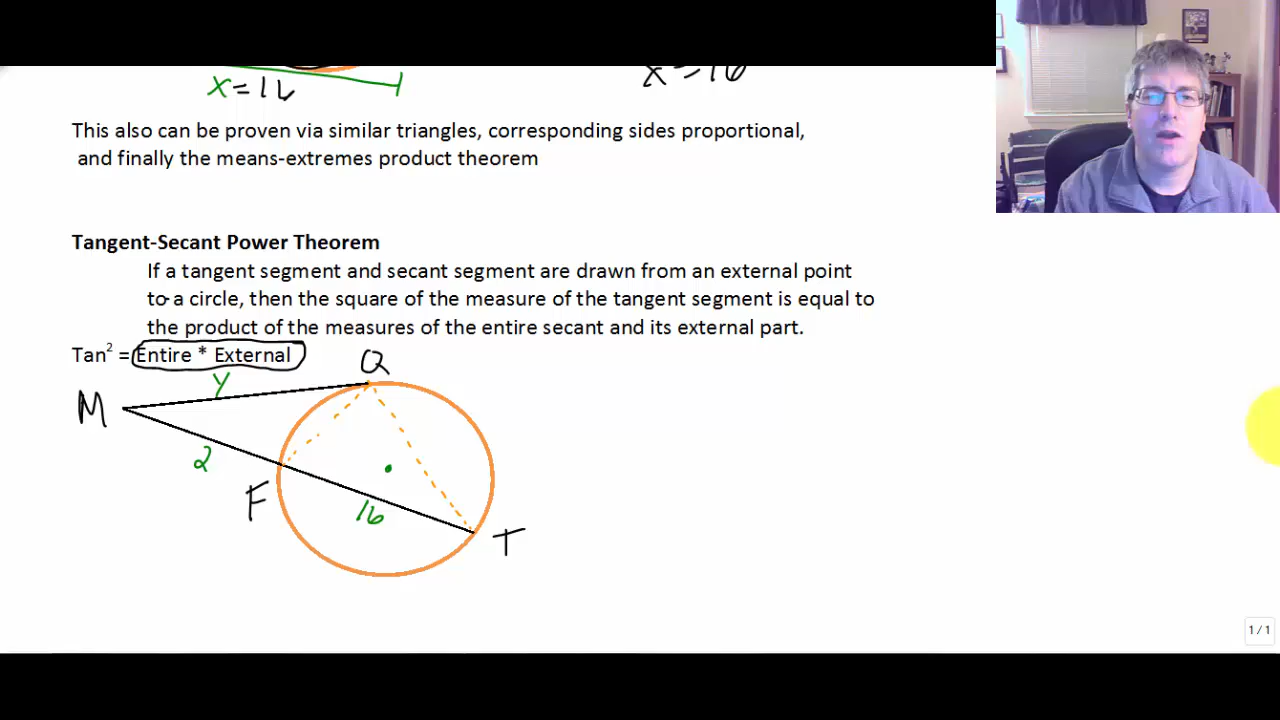 x=16
x=16
This also can be proven via similar triangles, corresponding sides proportional,
and finally the means-extremes product theorem
Tangent-Secant Power Theorem
If a tangent segment and secant segment are drawn from an external point
to a circle, then the square of the measure of the tangent segment is equal to
the product of the measures of the entire secant and its external part.
Tan² = Entire * External
Q
y
M
2
F
16
T
1 / 1